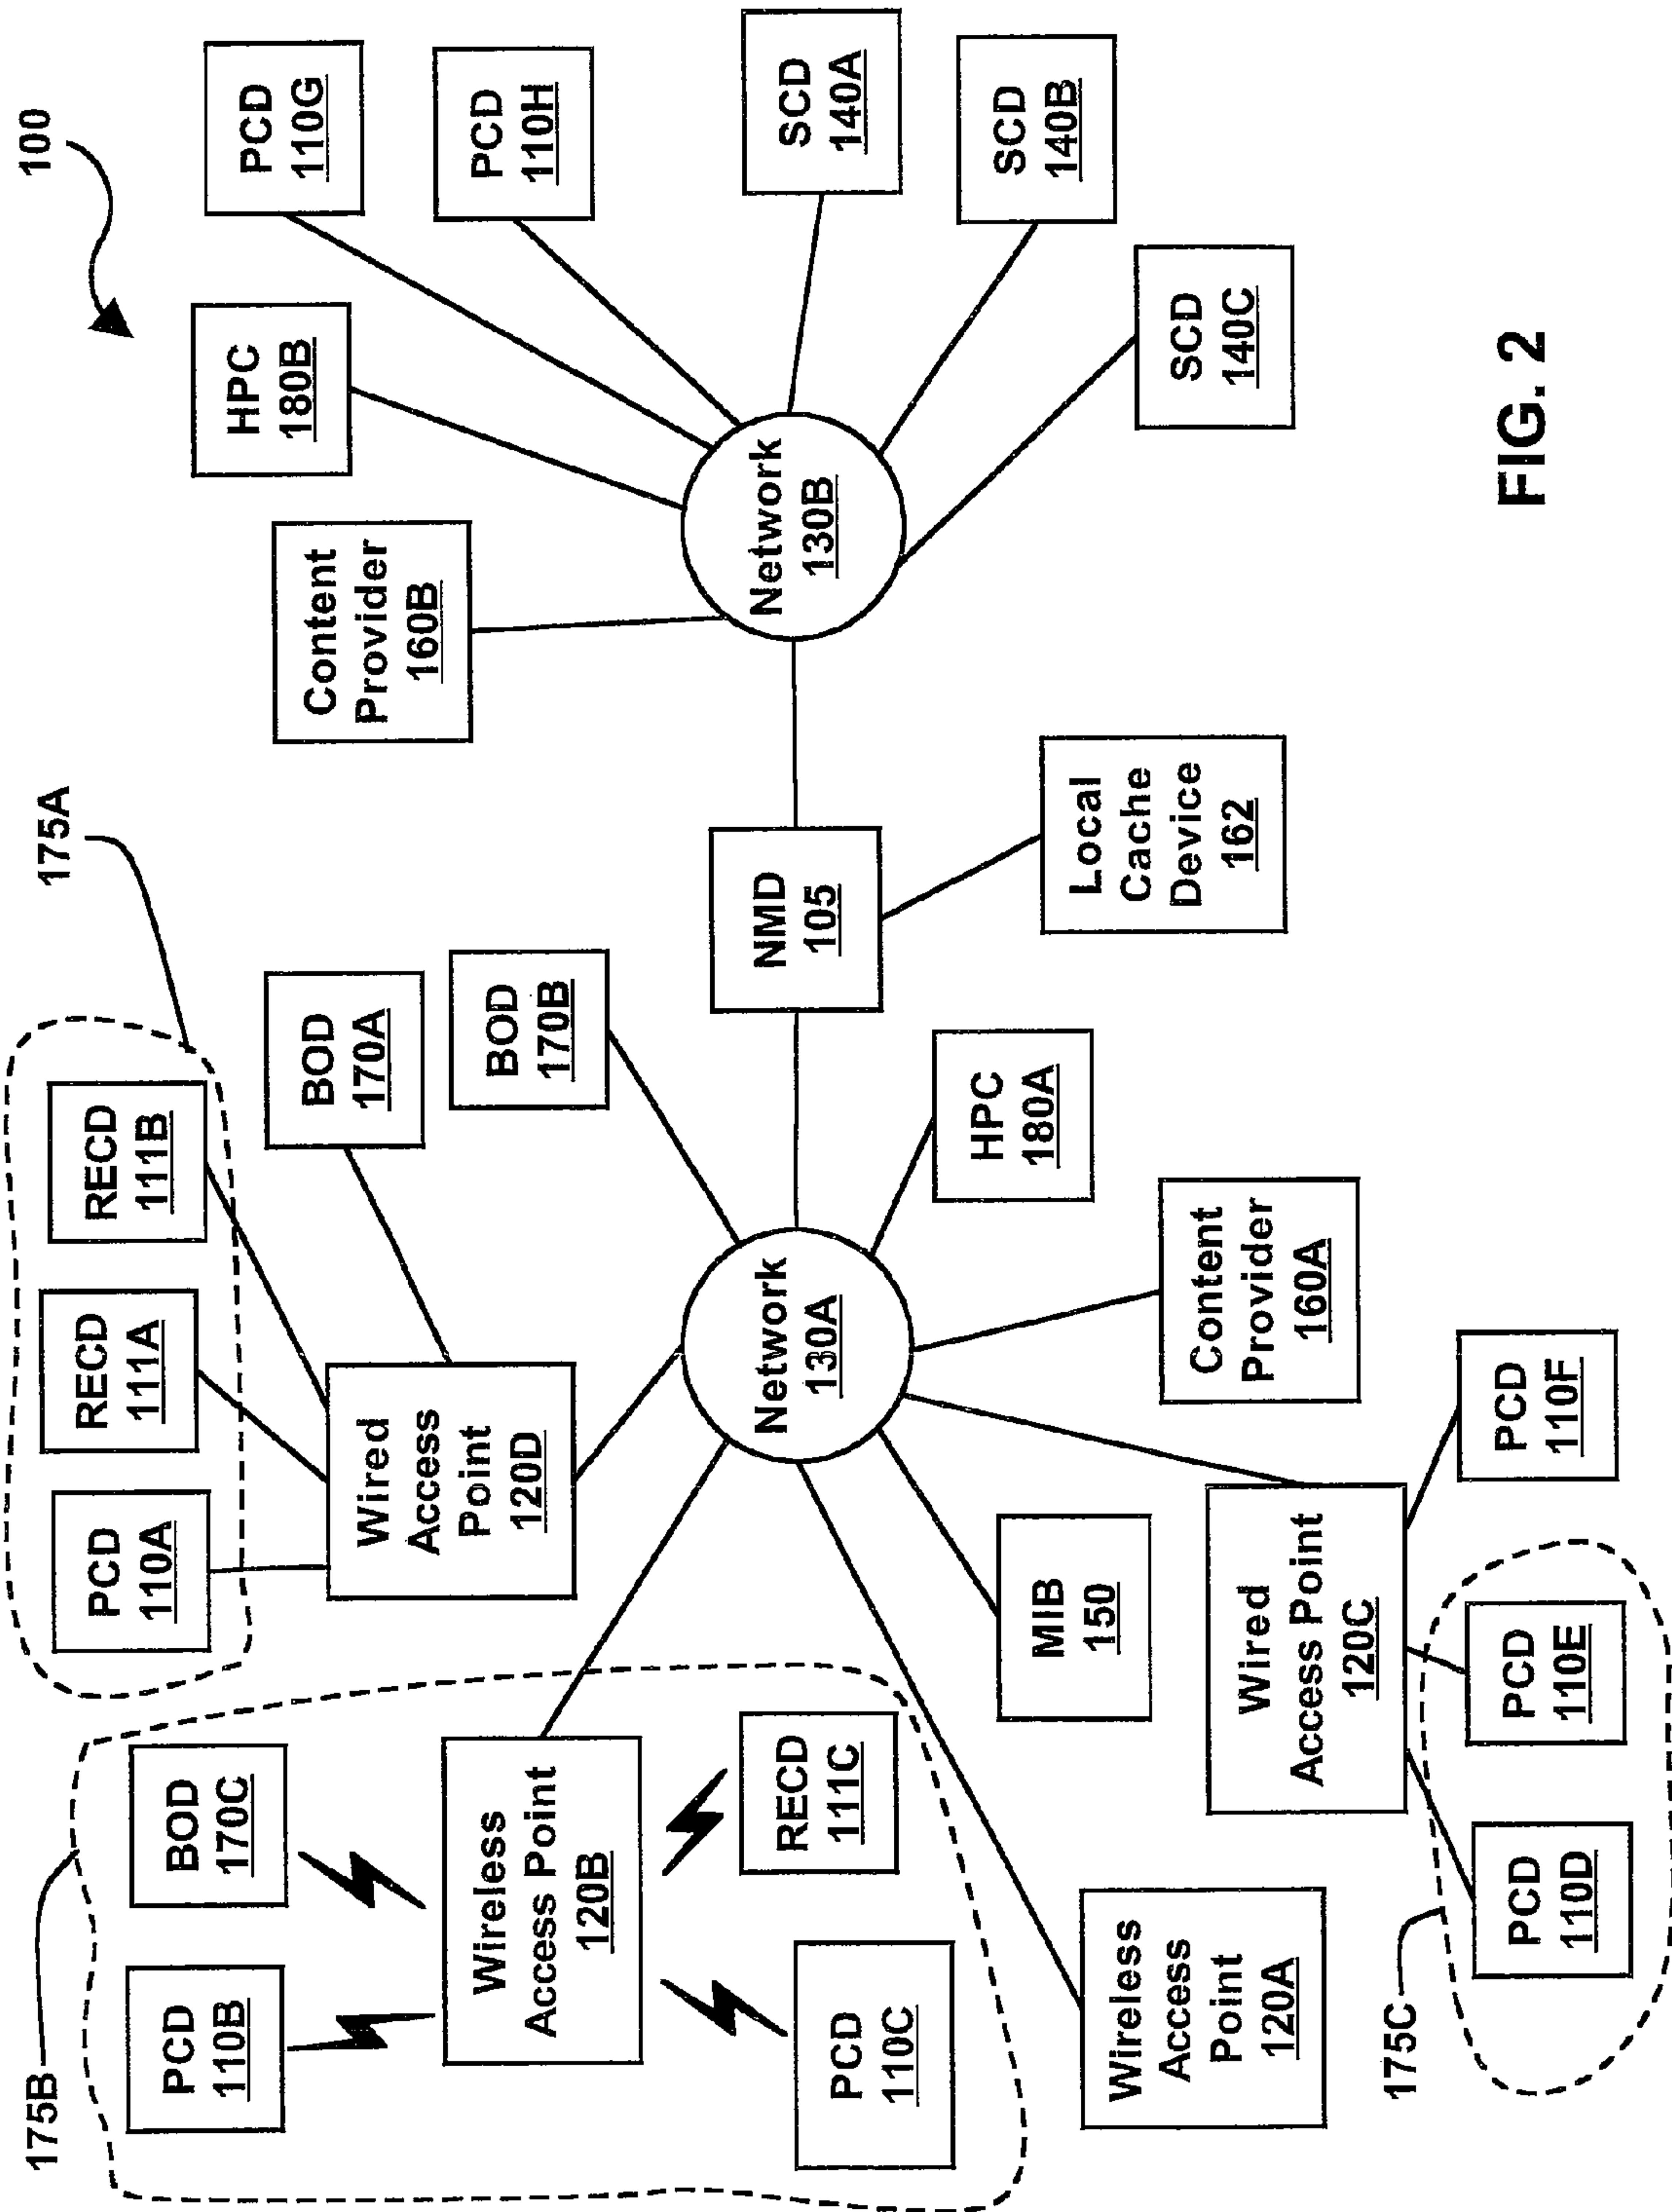 100
175A
175B
PCD
110B
BOD
170C
PCD
110A
RECD
111A
RECD
111B
BOD
170A
Content
Provider
160B
HPC
180B
PCD
110G
Wireless
Access Point
120B
Wired
Access
Point
120D
BOD
170B
PCD
110H
PCD
110C
RECD
111C
Network
130A
NMD
105
Network
130B
SCD
140A
Wireless
Access
Point
120A
MIB
150
HPC
180A
Local
Cache
Device
162
SCD
140B
Wired
Access Point
120C
Content
Provider
160A
SCD
140C
175C
PCD
110D
PCD
110E
PCD
110F
FIG. 2